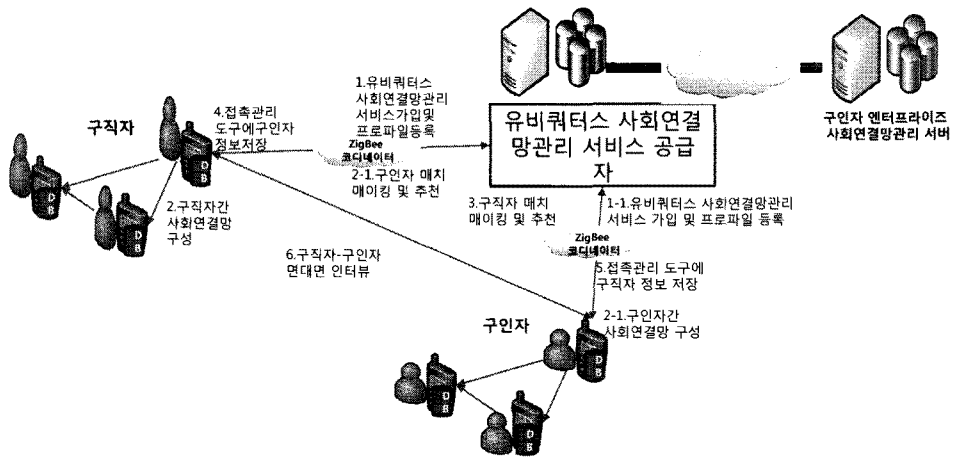 구인자 엔터프라이즈
사회연결망관리 서버
1.유비쿼터스
사회연결망관리
서비스가입및
프로파일등록
유비쿼터스 사회연결
망관리 서비스 공급
자
구직자
4.접촉관리
도구에구인자
정보저장
ZigBee
코디네이터
2-1.구인자 매치
매이킹 및 추천
2.구직자간
사회연결망
구성
3.구직자 매치
매이킹 및 추천
1-1.유비쿼터스 사회연결망관리
서비스 가입 및 프로파일 등록
ZigBee
코디네이터
6.구직자-구인자
면대면 인터뷰
5.접촉관리 도구에
구직자 정보 저장
구인자
2-1.구인자간
사회연결망 구성
D
B
D
B
D
B
D
B
D
B
D
B